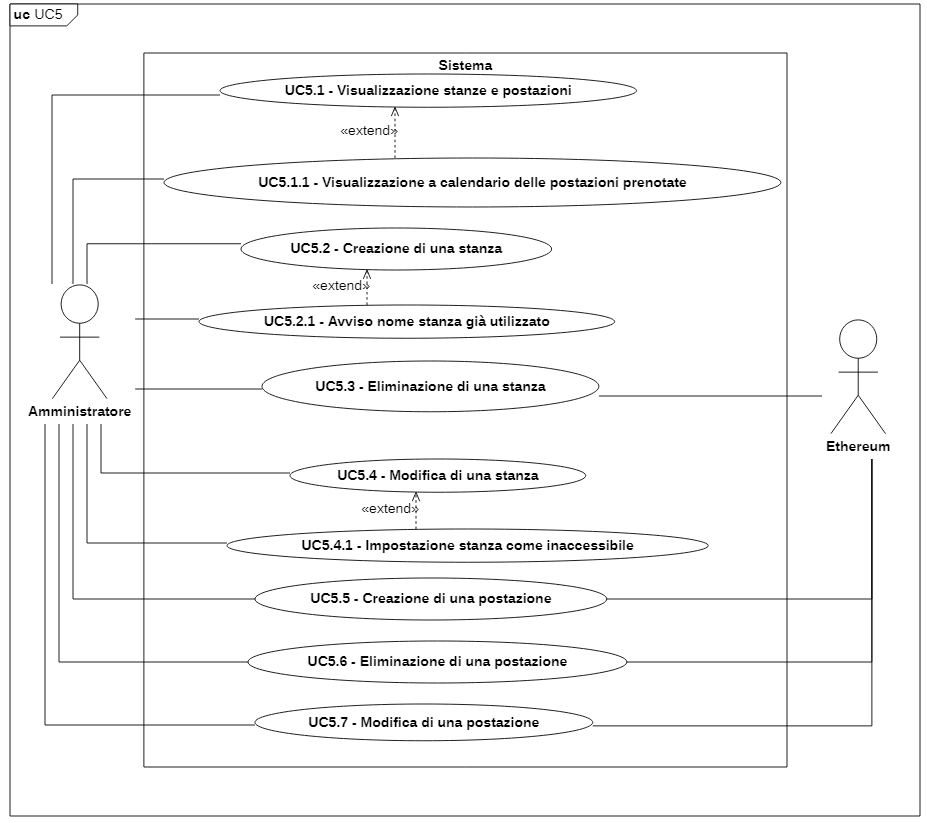 uc UC5
Sistema
UC5.1 - Visualizzazione stanze e postazioni
«extend»
UC5.1.1 - Visualizzazione a calendario delle postazioni prenotate
UC5.2 - Creazione di una stanza
«extend»
UC5.2.1 - Avviso nome stanza già utilizzato
UC5.3 - Eliminazione di una stanza
Amministratore
Ethereum
UC5.4 - Modifica di una stanza
«extend»
UC5.4.1 - Impostazione stanza come inaccessibile
UC5.5 - Creazione di una postazione
UC5.6 - Eliminazione di una postazione
UC5.7 - Modifica di una postazione